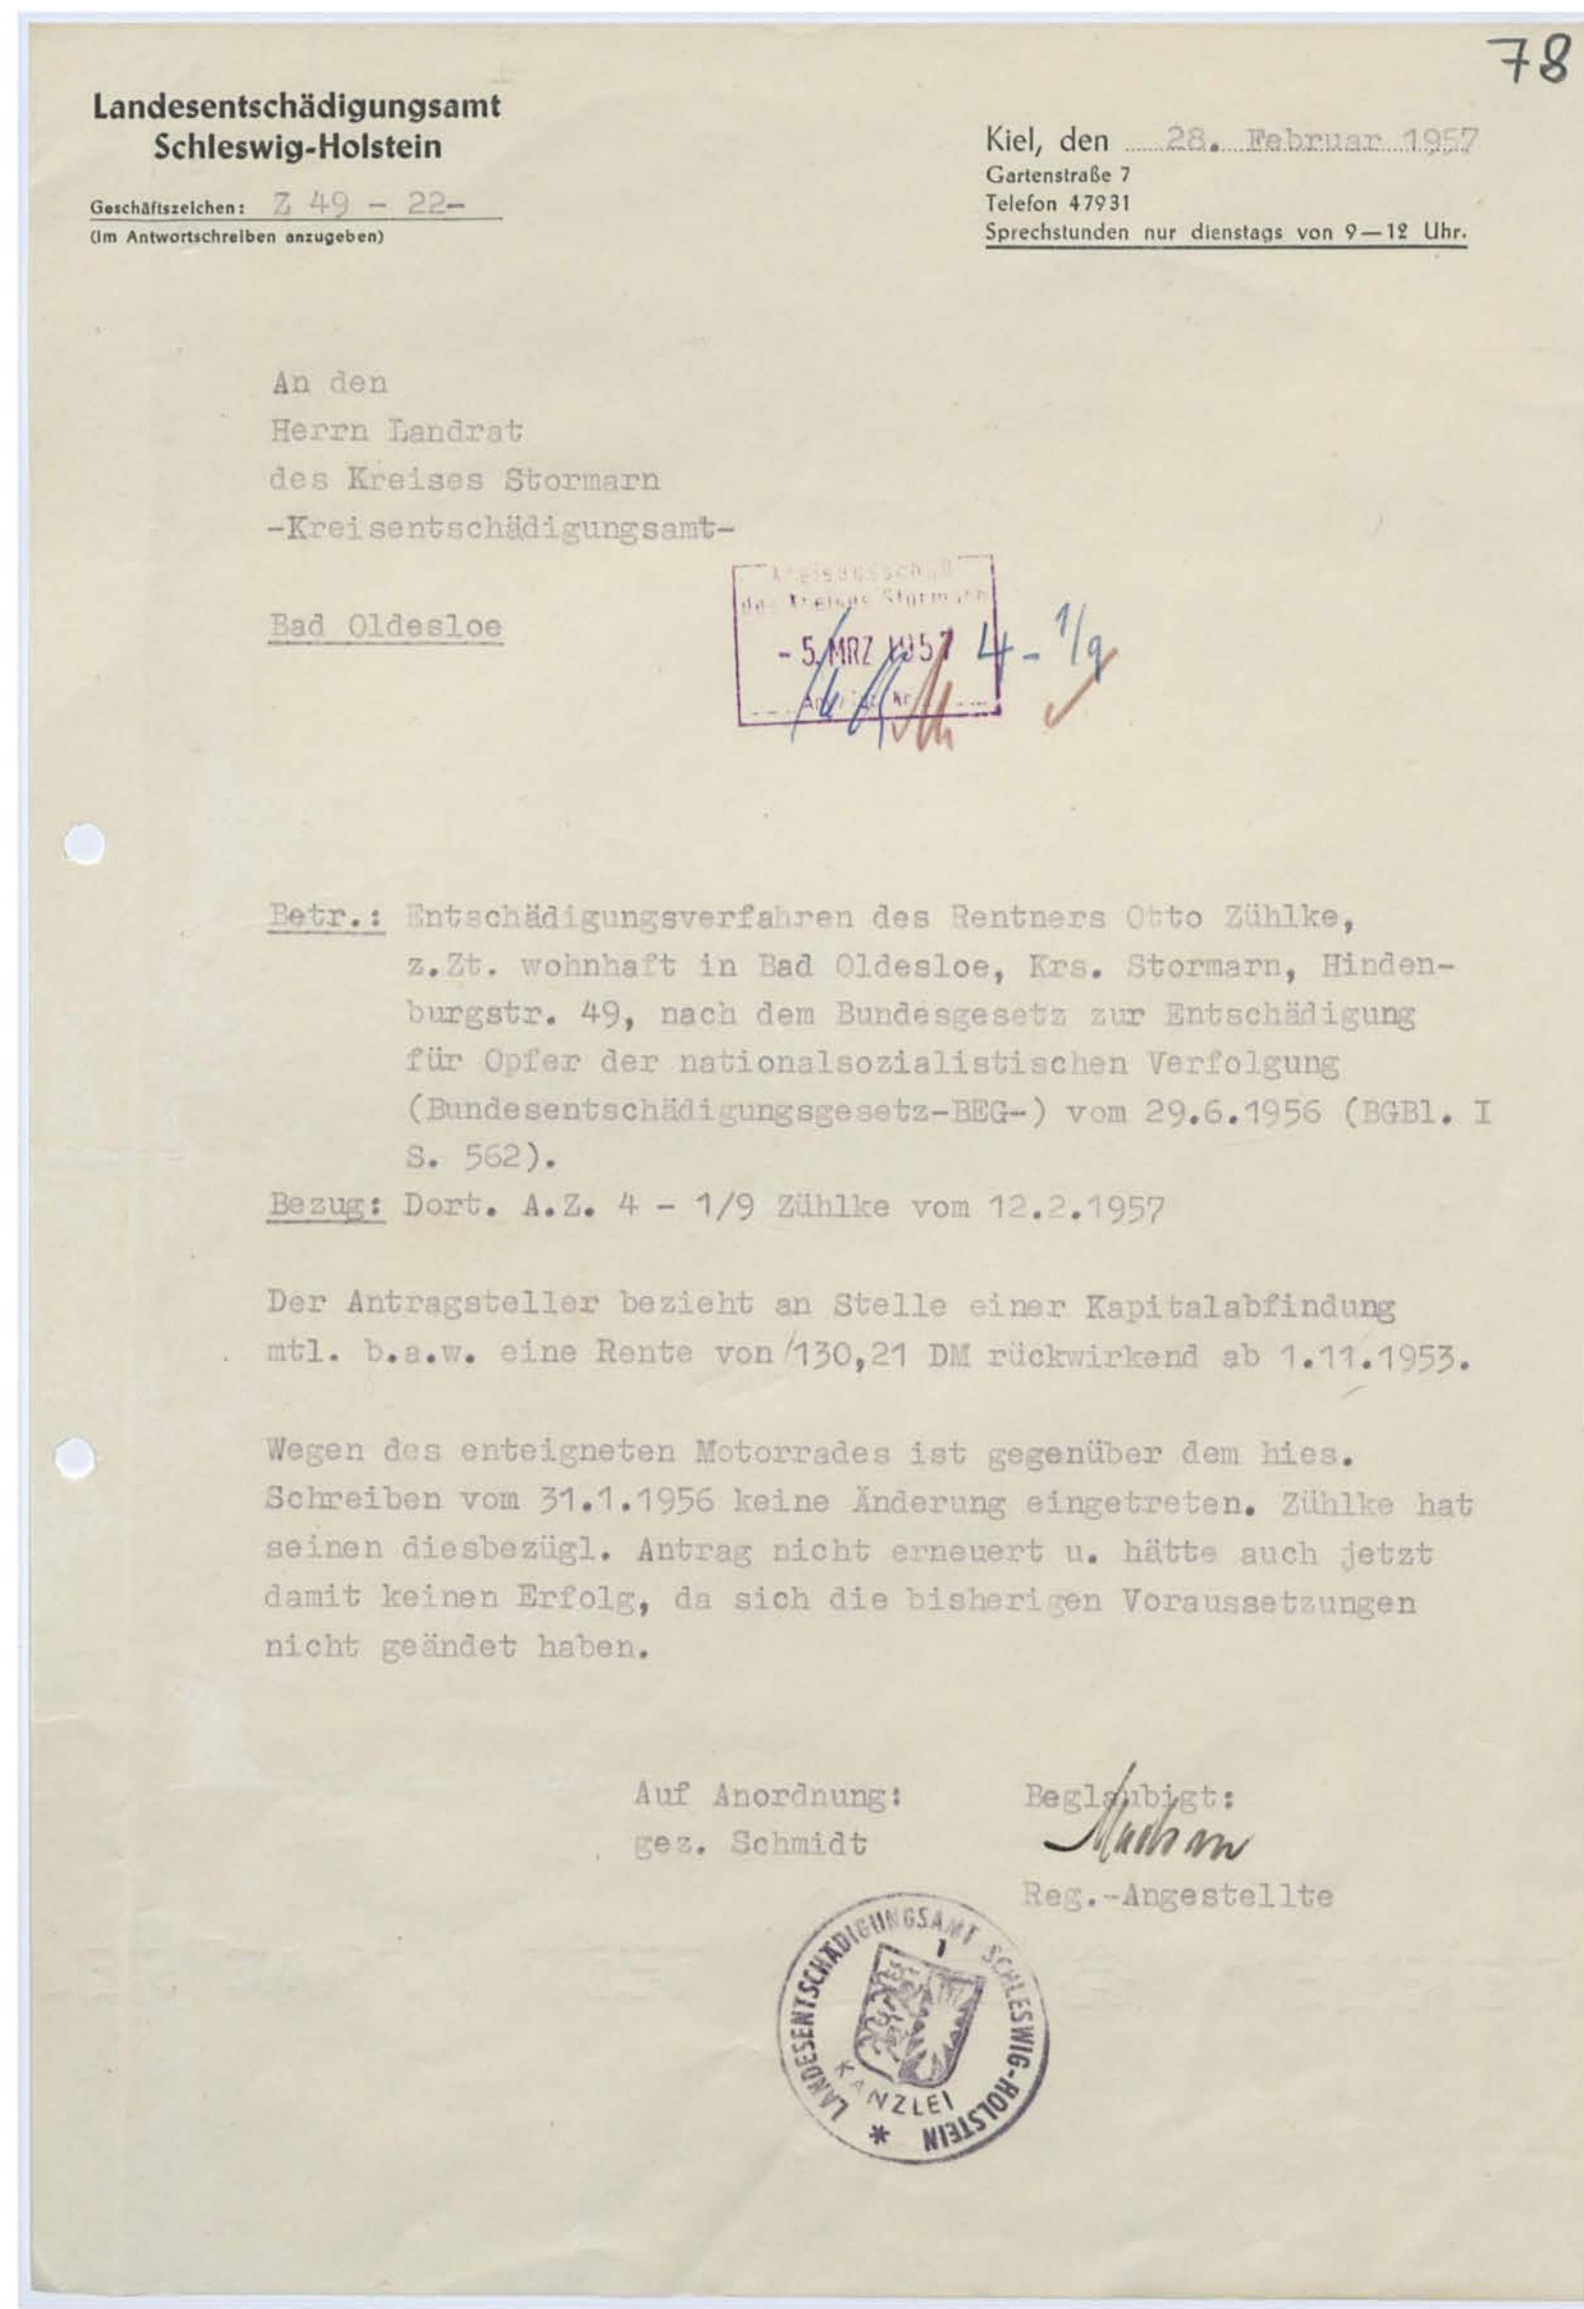 78
Landesentschädigungsamt
Schleswig-Holstein
Geschäftszeichen: Z 49 - 22-
(Im Antwortschreiben anzugeben)
Kiel, den 28. Februar 1957
Gartenstraße 7
Telefon 47931
Sprechstunden nur dienstags von 9—12 Uhr.
An den
Herrn Landrat
des Kreises Stormarn
-Kreisentschädigungsamt-
Bad Oldesloe
Kreisausschuß
des Kreises Stormarn
- 5. MRZ 1957
4 - 1/9
Betr.: Entschädigungsverfahren des Rentners Otto Zühlke,
z.Zt. wohnhaft in Bad Oldesloe, Krs. Stormarn, Hinden-
burgstr. 49, nach dem Bundesgesetz zur Entschädigung
für Opfer der nationalsozialistischen Verfolgung
(Bundesentschädigungsgesetz-BEG-) vom 29.6.1956 (BGBl. I
S. 562).
Bezug: Dort. A.Z. 4 - 1/9 Zühlke vom 12.2.1957
Der Antragsteller bezieht an Stelle einer Kapitalabfindung
mtl. b.a.w. eine Rente von 130,21 DM rückwirkend ab 1.11.1953.
Wegen des enteigneten Motorrades ist gegenüber dem hies.
Schreiben vom 31.1.1956 keine Änderung eingetreten. Zühlke hat
seinen diesbezügl. Antrag nicht erneuert u. hätte auch jetzt
damit keinen Erfolg, da sich die bisherigen Voraussetzungen
nicht geändet haben.
Auf Anordnung:
gez. Schmidt
Beglaubigt:
Reg.-Angestellte
LANDESENTSCHÄDIGUNGSAMT SCHLESWIG-HOLSTEIN
KANZLEI